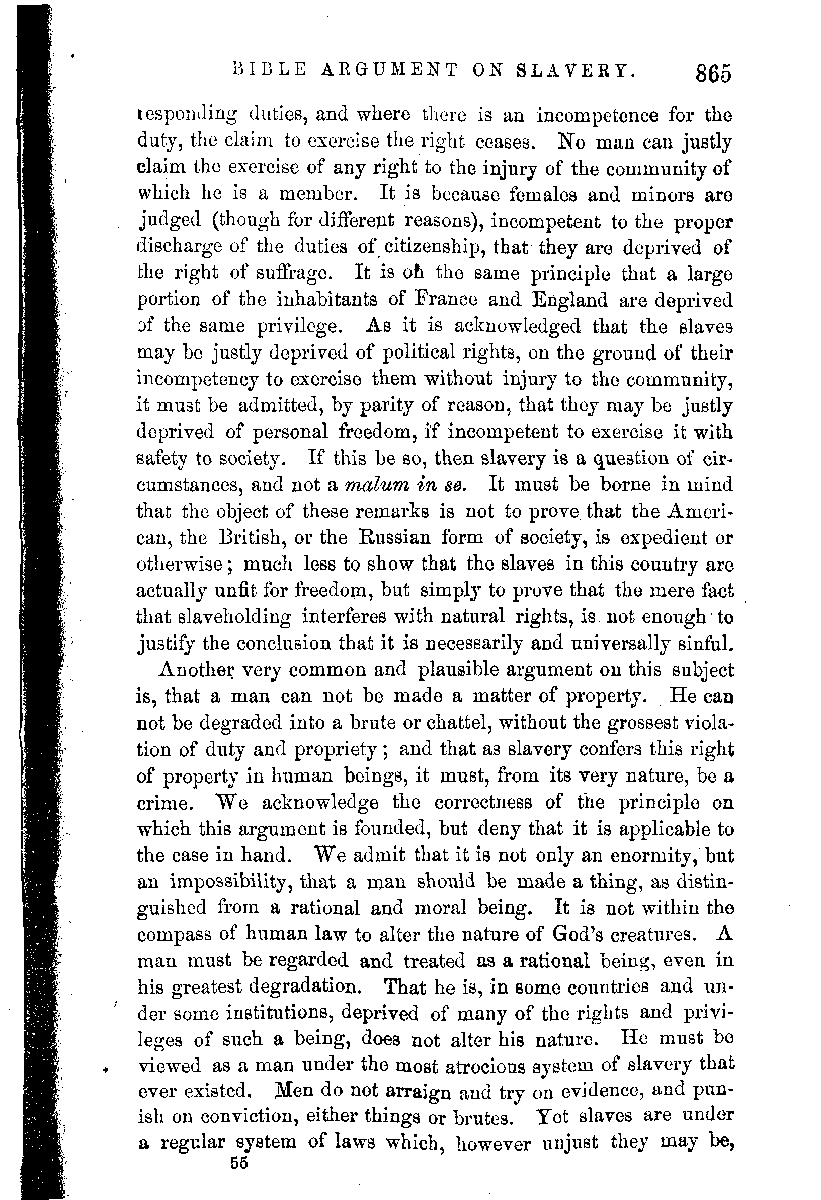 BIBLE ARGUMENT ON SLAVERY. 865
responding duties, and where there is an incompetence for the
duty, the claim to exercise the right ceases. No man can justly
claim the exercise of any right to the injury of the community of
which he is a member. It is because females and minors are
judged (though for different reasons), incompetent to the proper
discharge of the duties of citizenship, that they are deprived of
the right of suffrage. It is on the same principle that a large
portion of the inhabitants of France and England are deprived
of the same privilege. As it is acknowledged that the slaves
may be justly deprived of political rights, on the ground of their
incompetency to exercise them without injury to the community,
it must be admitted, by parity of reason, that they may be justly
deprived of personal freedom, if incompetent to exercise it with
safety to society. If this be so, then slavery is a question of cir-
cumstances, and not a malum in se. It must be borne in mind
that the object of these remarks is not to prove that the Ameri-
can, the British, or the Russian form of society, is expedient or
otherwise; much less to show that the slaves in this country are
actually unfit for freedom, but simply to prove that the mere fact
that slaveholding interferes with natural rights, is not enough to
justify the conclusion that it is necessarily and universally sinful.
Another very common and plausible argument on this subject
is, that a man can not be made a matter of property. He can
not be degraded into a brute or chattel, without the grossest viola-
tion of duty and propriety; and that as slavery confers this right
of property in human beings, it must, from its very nature, be a
crime. We acknowledge the correctness of the principle on
which this argument is founded, but deny that it is applicable to
the case in hand. We admit that it is not only an enormity, but
an impossibility, that a man should be made a thing, as distin-
guished from a rational and moral being. It is not within the
compass of human law to alter the nature of God's creatures. A
man must be regarded and treated as a rational being, even in
his greatest degradation. That he is, in some countries and un-
der some institutions, deprived of many of the rights and privi-
leges of such a being, does not alter his nature. He must be
viewed as a man under the most atrocious system of slavery that
ever existed. Men do not arraign and try on evidence, and pun-
ish on conviction, either things or brutes. Yet slaves are under
a regular system of laws which, however unjust they may be,
55